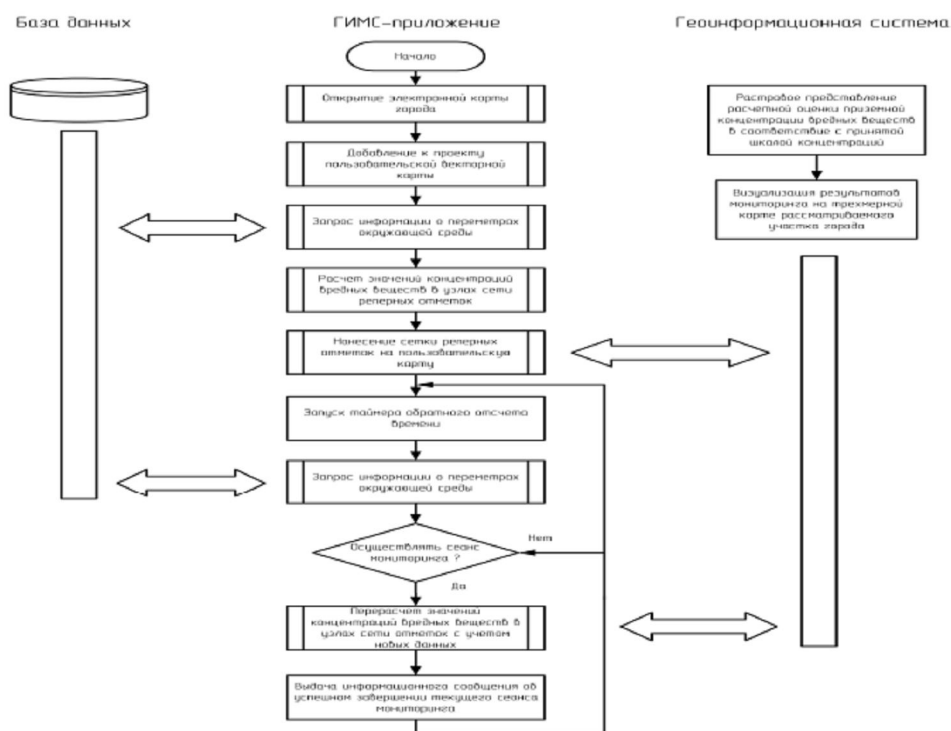 База данных
ГИМС-приложение
Геоинформационная система
Начало
Открытие электронной карты
города
Добавление к проекту
пользовательской векторной
карты
Запрос информации о переметрах
окружающей среды
Расчет значений концентраций
вредных веществ в узлах сети
реперных отметок
Нанесение сетки реперных
отметок на пользовательскую
карту
Запуск таймера обратного отсчета
времени
Запрос информации о переметрах
окружающей среды
Осуществлять сеанс
мониторинга ?
Нет
Да
Перерасчет значений
концентраций вредных веществ в
узлах сети отметок с учетом
новых данных
Выдача информационного сообщения об
успешном завершении текущего сеанса
мониторинга
Растровое представление
расчетной оценки приземной
концентрации вредных веществ
в соответствие с принятой
шкалой концентраций
Визуализация результатов
мониторинга на трехмерной
карте рассматриваемого
участка города